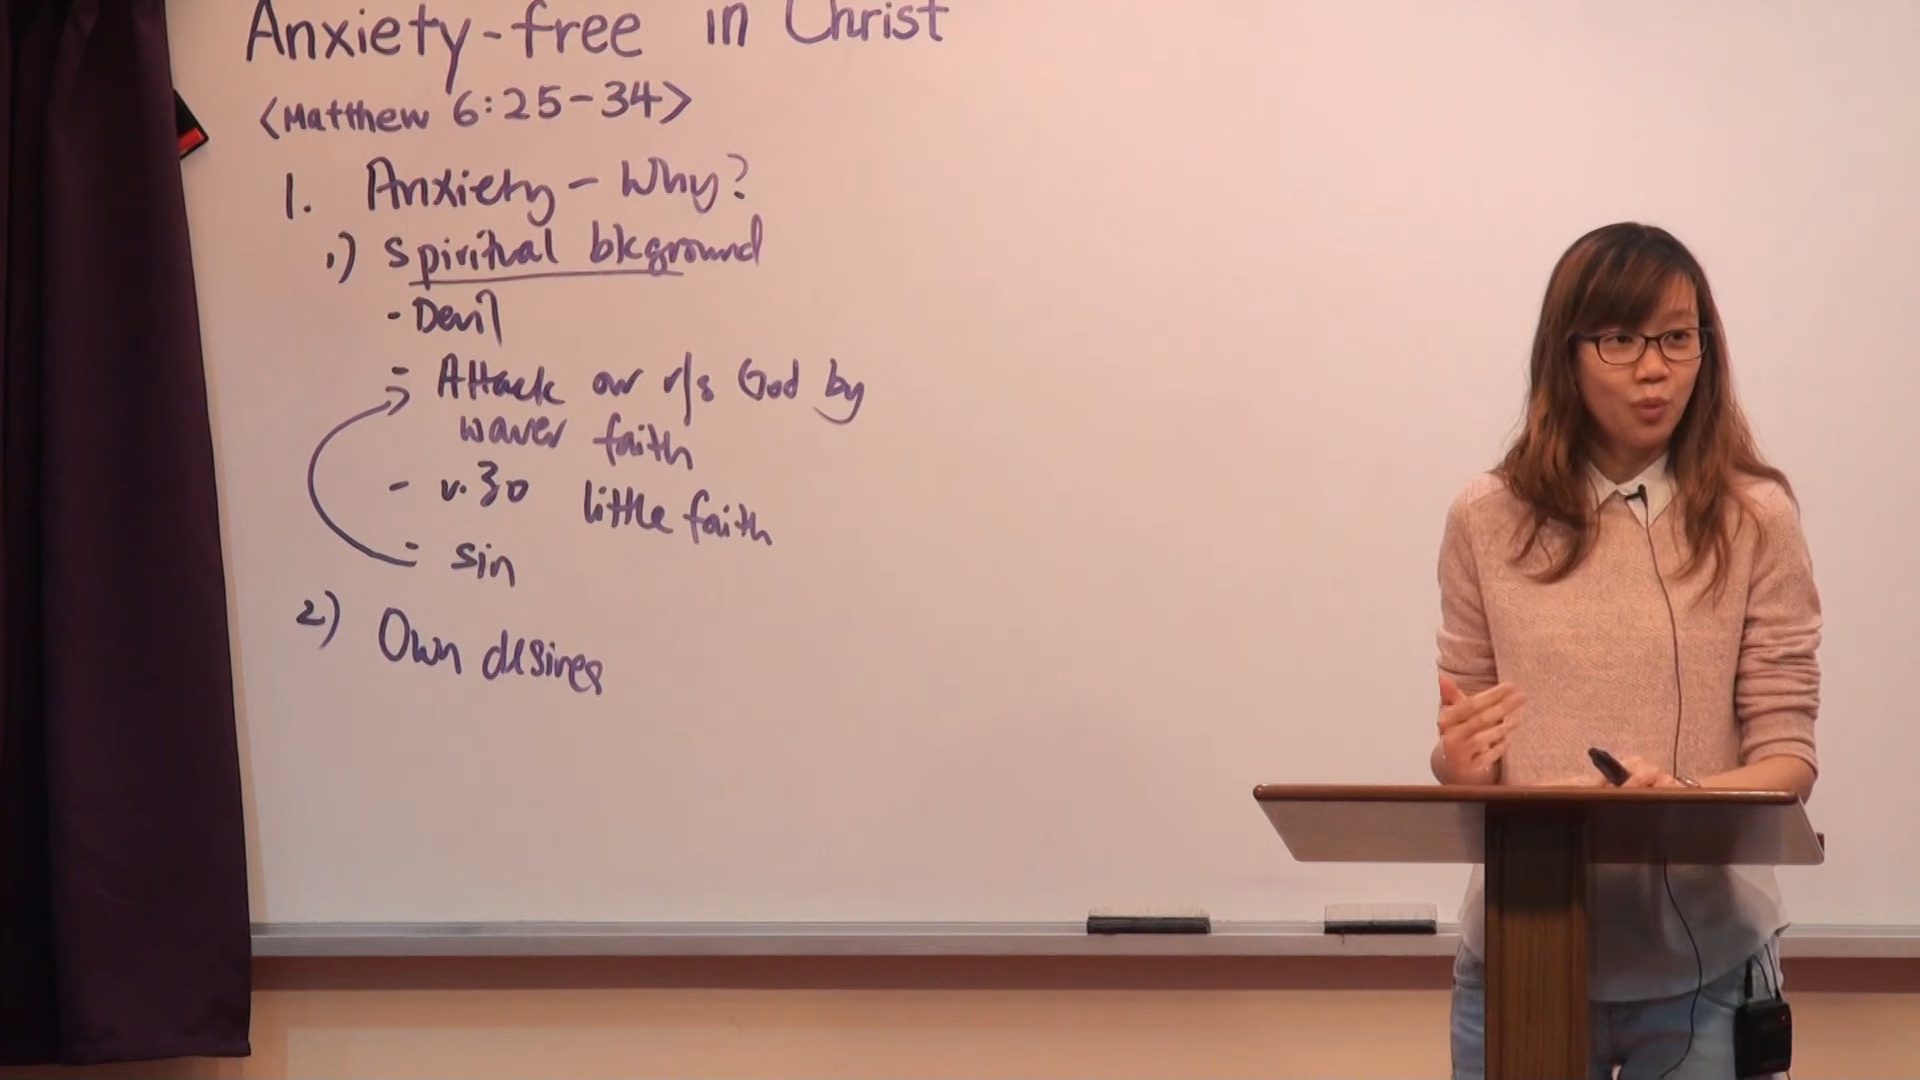 Anxiety-free in Christ
<Matthew 6:25-34>
1. Anxiety - Why?
1) Spiritual bkground
- Devil
- Attack our r/s God by
waver faith
- v.30 little faith
- sin
2) Own desires